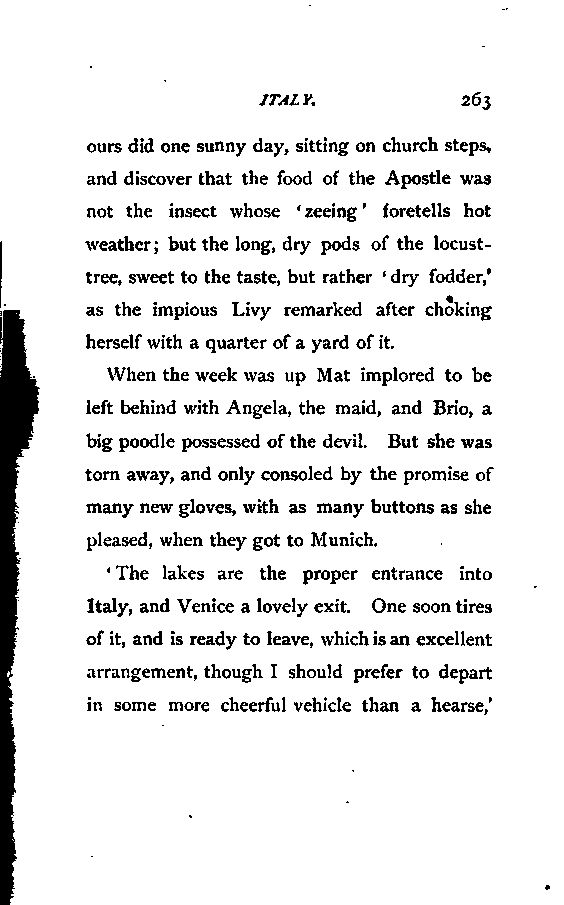 ITALY. 263
ours did one sunny day, sitting on church steps,
and discover that the food of the Apostle was
not the insect whose ‘zeeing’ foretells hot
weather; but the long, dry pods of the locust-
tree, sweet to the taste, but rather ‘dry fodder,’
as the impious Livy remarked after choking
herself with a quarter of a yard of it.
When the week was up Mat implored to be
left behind with Angela, the maid, and Brio, a
big poodle possessed of the devil. But she was
torn away, and only consoled by the promise of
many new gloves, with as many buttons as she
pleased, when they got to Munich.
‘The lakes are the proper entrance into
Italy, and Venice a lovely exit. One soon tires
of it, and is ready to leave, which is an excellent
arrangement, though I should prefer to depart
in some more cheerful vehicle than a hearse,’